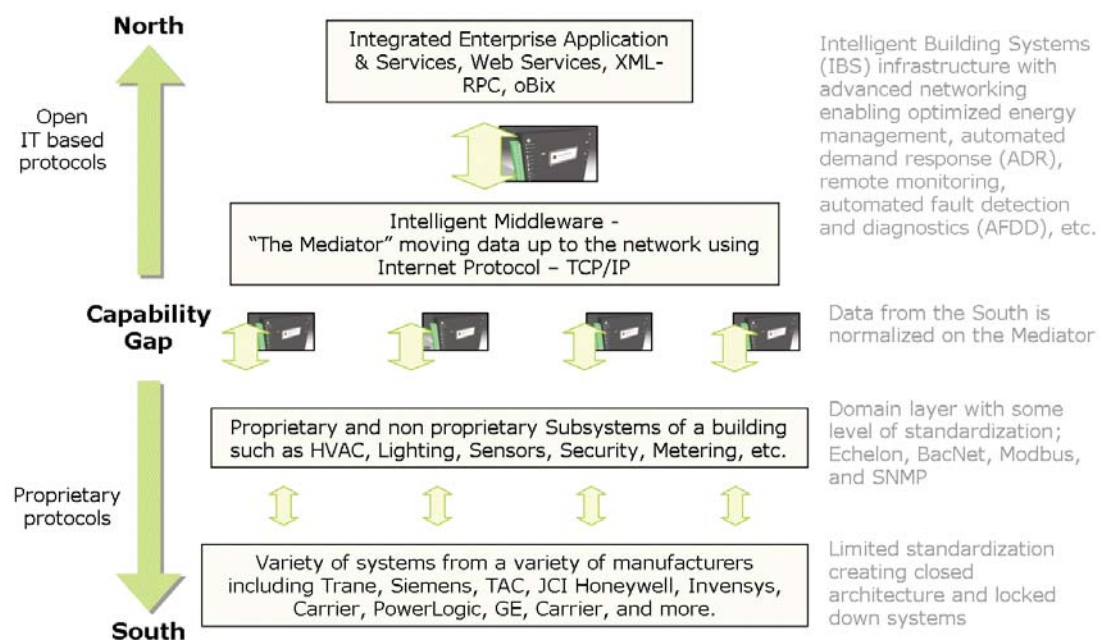 North
Open
IT based
protocols
Capability
Gap
Proprietary
protocols
South
Integrated Enterprise Application
& Services, Web Services, XML-
RPC, oBix
Intelligent Middleware -
“The Mediator” moving data up to the network using
Internet Protocol – TCP/IP
Proprietary and non proprietary Subsystems of a building
such as HVAC, Lighting, Sensors, Security, Metering, etc.
Variety of systems from a variety of manufacturers
including Trane, Siemens, TAC, JCI Honeywell, Invensys,
Carrier, PowerLogic, GE, Carrier, and more.
Intelligent Building Systems
(IBS) infrastructure with
advanced networking
enabling optimized energy
management, automated
demand response (ADR),
remote monitoring,
automated fault detection
and diagnostics (AFDD), etc.
Data from the South is
normalized on the Mediator
Domain layer with some
level of standardization;
Echelon, BacNet, Modbus,
and SNMP
Limited standardization
creating closed
architecture and locked
down systems